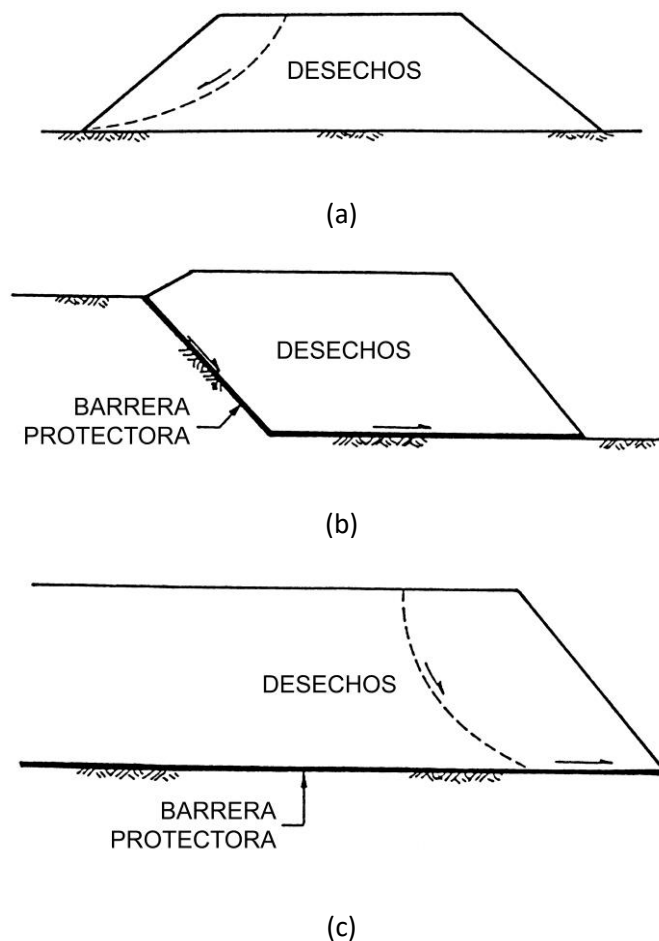 DESECHOS
(a)
DESECHOS
BARRERA
PROTECTORA
(b)
DESECHOS
BARRERA
PROTECTORA
(c)